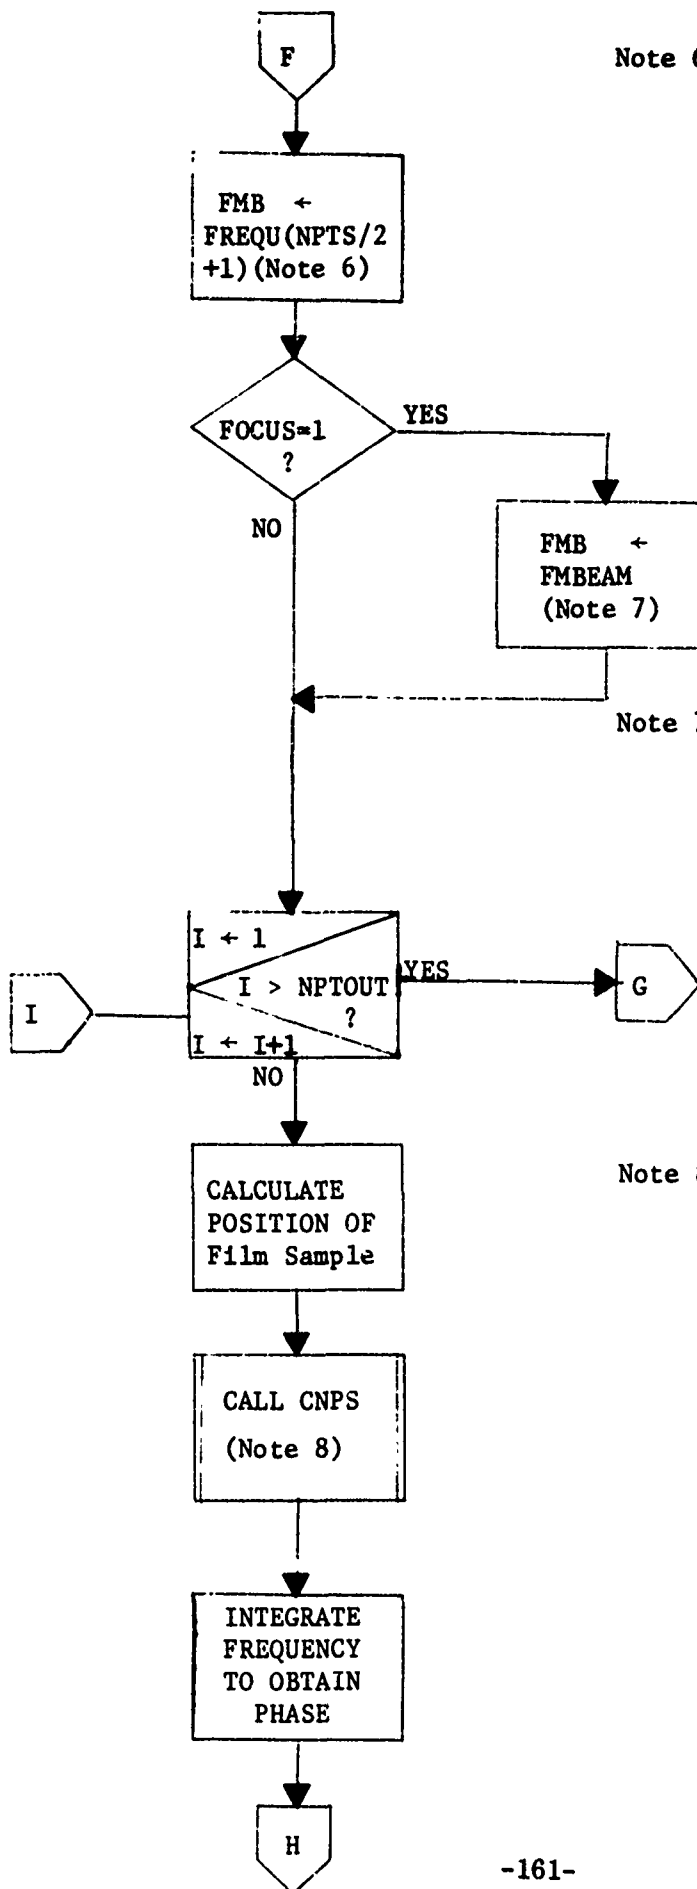 F
Note 6
FMB ←
FREQU(NPTS/2
+1)(Note 6)
FOCUS=1
?
YES
NO
FMB ←
FMBEAM
(Note 7)
Note 7
I ← 1
I > NPTOUT
?
I ← I+1
YES
G
I
NO
CALCULATE
POSITION OF
Film Sample
Note 8
CALL CNPS
(Note 8)
INTEGRATE
FREQUENCY
TO OBTAIN
PHASE
H
-161-